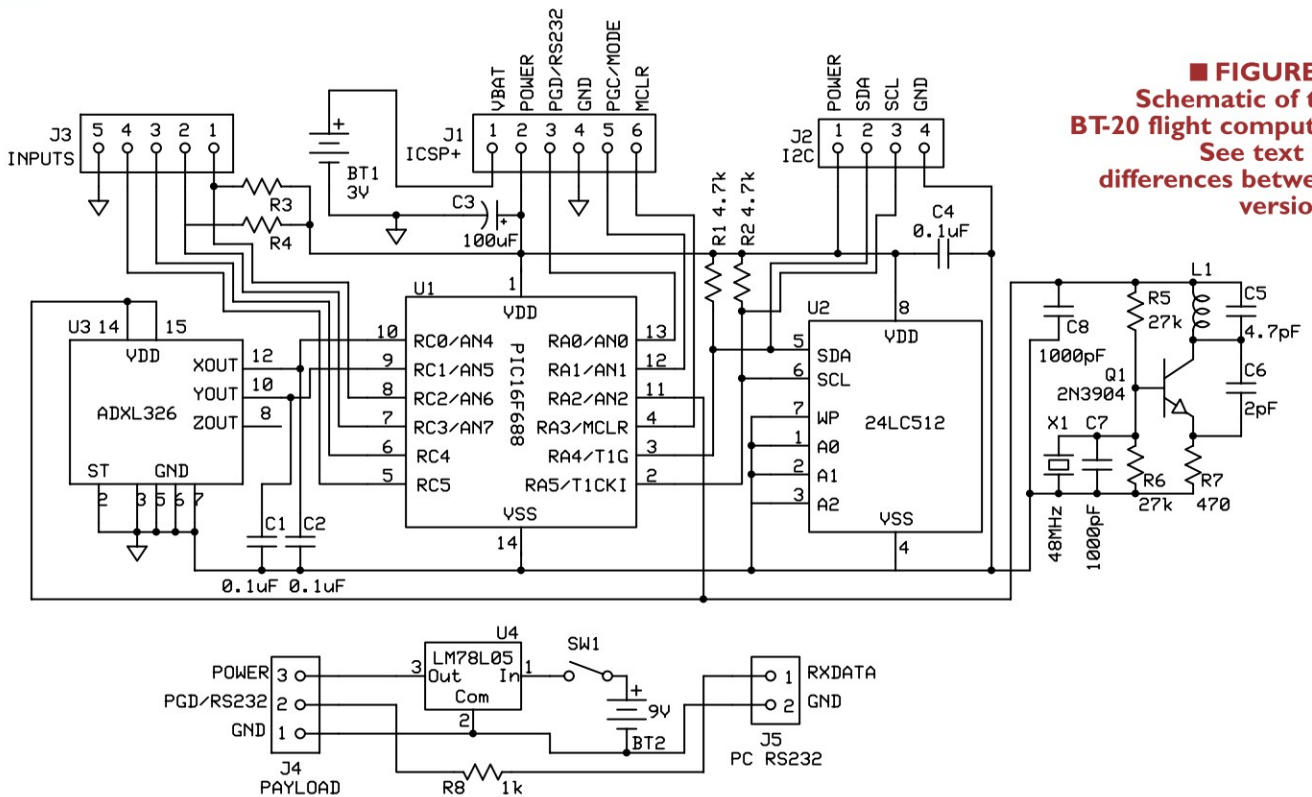 ■ FIGURE
Schematic of t
BT-20 flight comput
See text
differences betwe
versio
J3
INPUTS
5 4 3 2 1
R3
R4
BT1
3V
+
VBAT
POWER
PGD/RS232
GND
PGC/MODE
MCLR
J1
ICSP+
1 2 3 4 5 6
C3
+
100uF
POWER
SDA
SCL
GND
J2
I2C
1 2 3 4
R1 4.7k
R2 4.7k
C4
0.1uF
U3
14
15
VDD
XOUT 12
YOUT 10
ZOUT 8
ADXL326
ST
GND
2 3 5 6 7
C1
C2
0.1uF 0.1uF
U1
1
VDD
PIC16F688
10 RC0/AN4
9 RC1/AN5
8 RC2/AN6
7 RC3/AN7
6 RC4
5 RC5
RA0/AN0 13
RA1/AN1 12
RA2/AN2 11
RA3/MCLR 4
RA4/T1G 3
RA5/T1CKI 2
VSS
14
U2
8
VDD
5 SDA
6 SCL
7 WP
1 A0
2 A1
3 A2
24LC512
VSS
4
C8
1000pF
R5
27k
L1
C5
4.7pF
Q1
2N3904
C6
2pF
X1
48MHz
C7
1000pF
R6
27k
R7
470
POWER 3
PGD/RS232 2
GND 1
J4
PAYLOAD
U4
LM78L05
3 Out
In 1
Com
2
SW1
+
9V
BT2
R8
1k
1 RXDATA
2 GND
J5
PC RS232